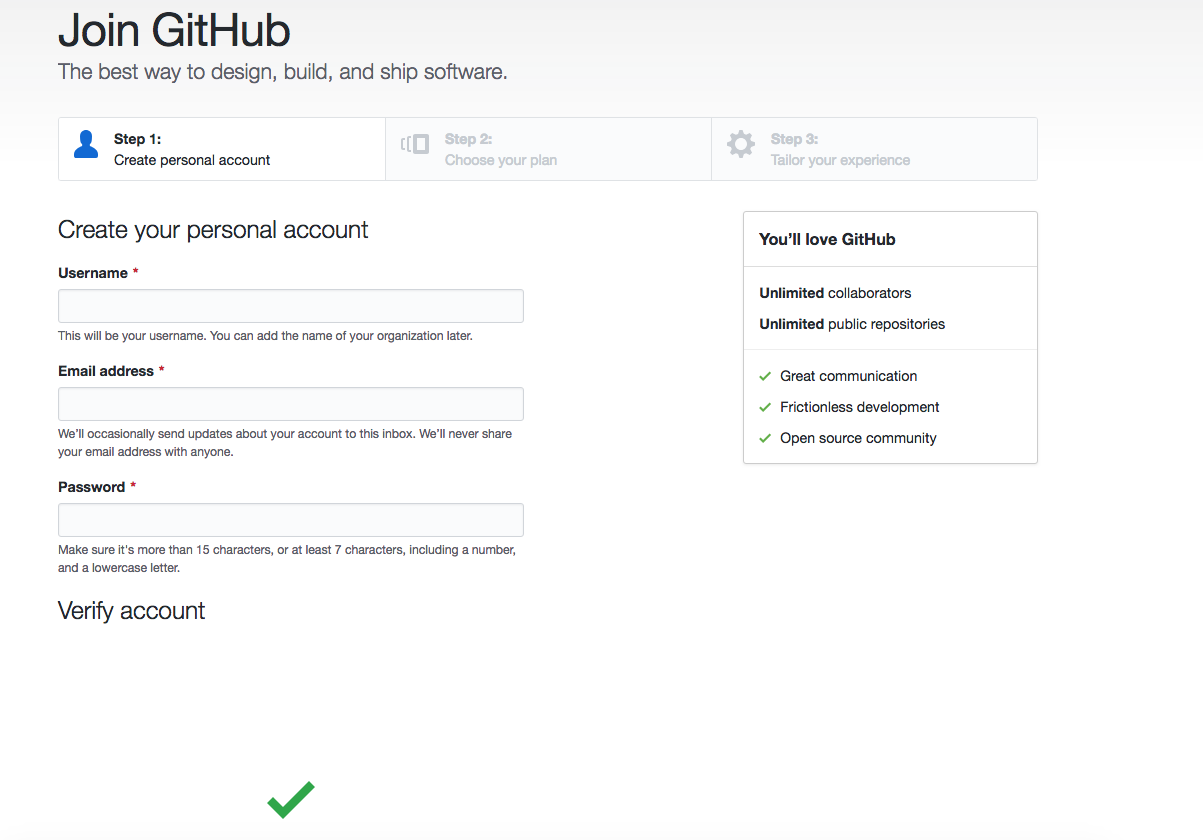 Join GitHub
The best way to design, build, and ship software.
Step 1:
Create personal account
Step 2:
Choose your plan
Step 3:
Tailor your experience
Create your personal account
Username *
This will be your username. You can add the name of your organization later.
Email address *
We'll occasionally send updates about your account to this inbox. We'll never share
your email address with anyone.
Password *
Make sure it's more than 15 characters, or at least 7 characters, including a number,
and a lowercase letter.
Verify account
You'll love GitHub
Unlimited collaborators
Unlimited public repositories
Great communication
Frictionless development
Open source community